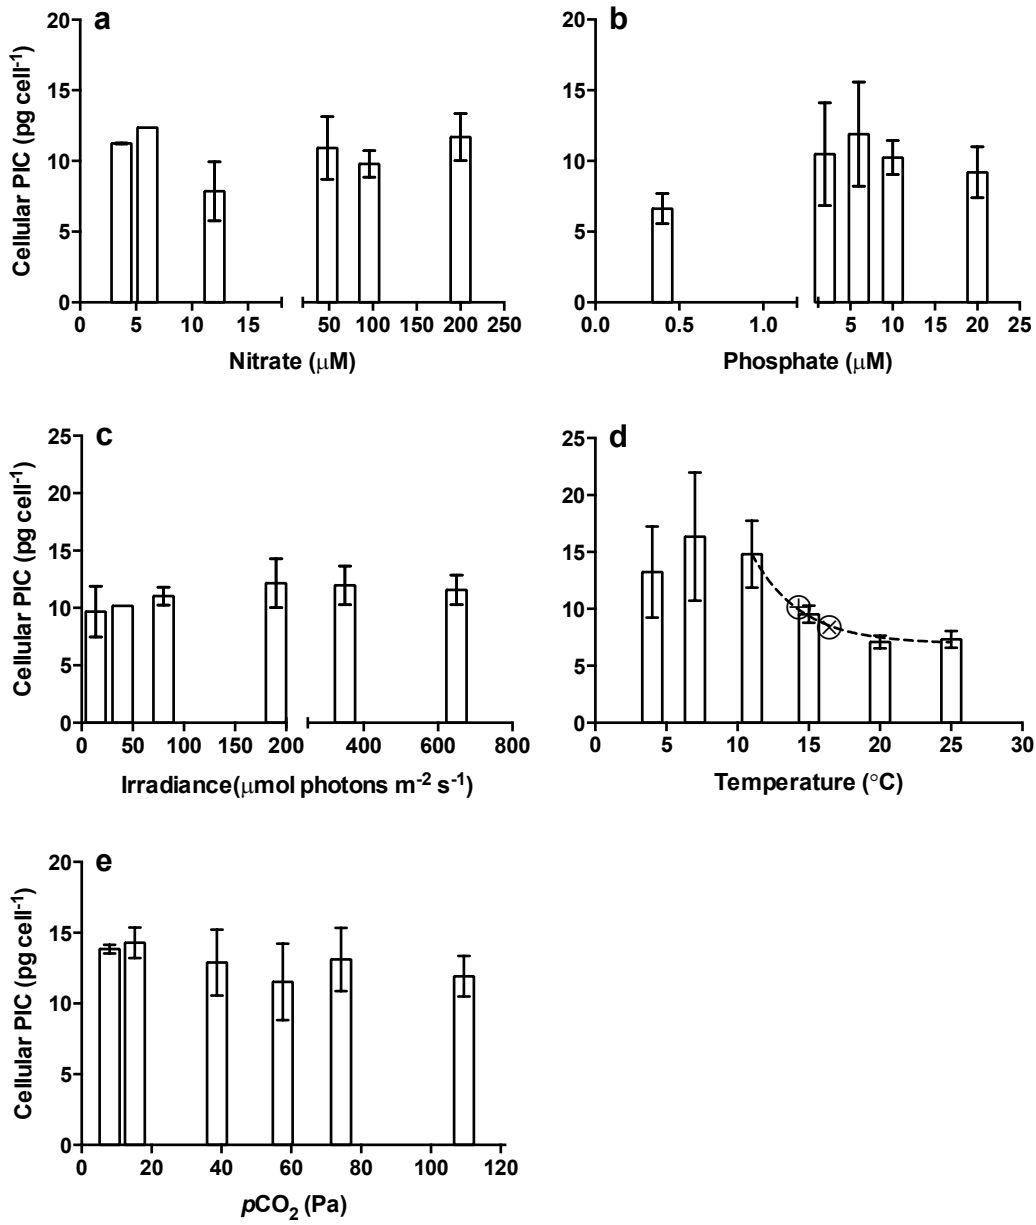 a
20
15
10
5
0
Cellular PIC (pg cell⁻¹)
0 5 10 15 50 100 150 200 250
Nitrate (μM)
b
20
15
10
5
0
0.0 0.5 1.0 5 10 15 20 25
Phosphate (μM)
c
25
20
15
10
5
0
Cellular PIC (pg cell⁻¹)
0 50 100 150 200 400 600 800
Irradiance(μmol photons m⁻² s⁻¹)
d
25
20
15
10
5
0
0 5 10 15 20 25 30
Temperature (°C)
e
20
15
10
5
0
Cellular PIC (pg cell⁻¹)
0 20 40 60 80 100 120
pCO₂ (Pa)